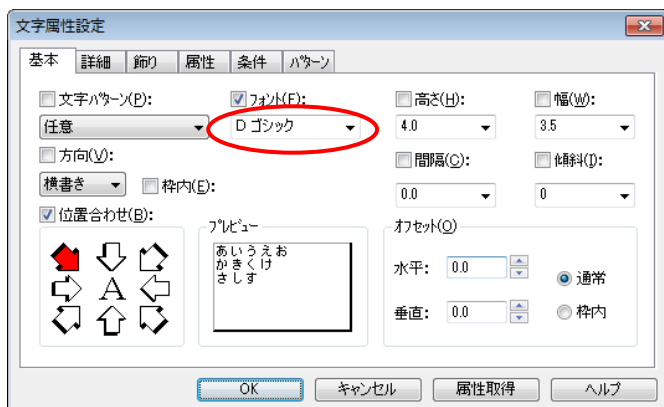 文字属性設定
基本 詳細 飾り 属性 条件 パターン
文字パターン(P): フォント(F): 高さ(H): 幅(W):
任意 D ゴシック 4.0 3.5
方向(V): 間隔(C): 傾斜(I):
横書き 枠内(E): 0.0 0
位置合わせ(B): プレビュー オフセット(O)
あいうえお
かきくけ
さしす
水平: 0.0 通常
A
垂直: 0.0 枠内
OK キャンセル 属性取得 ヘルプ